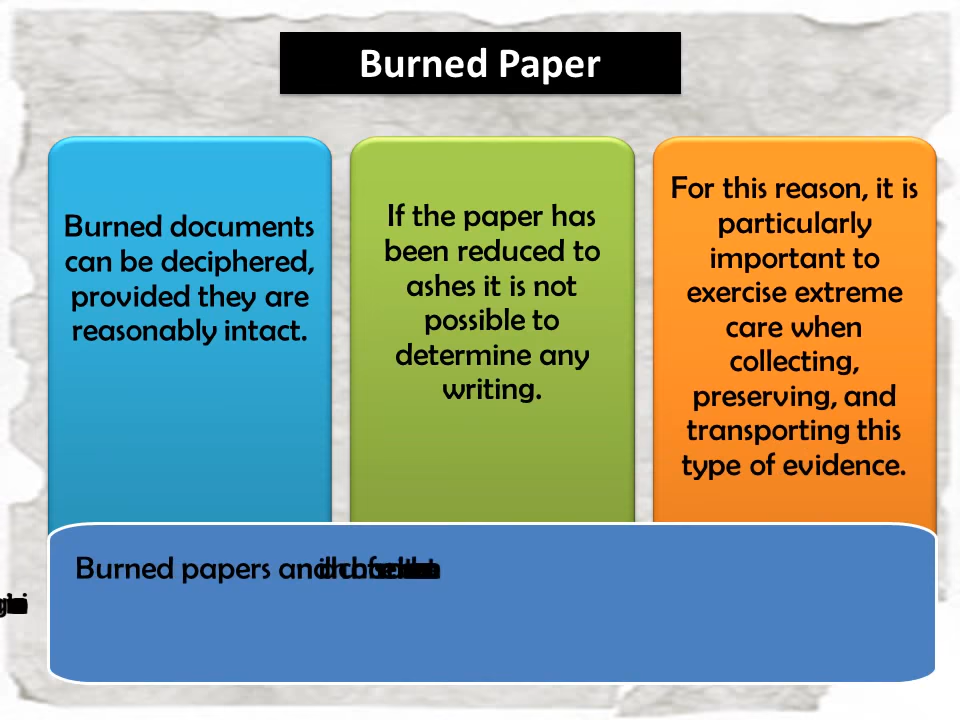 Burned Paper
Burned documents
can be deciphered,
provided they are
reasonably intact.
If the paper has
been reduced to
ashes it is not
possible to
determine any
writing.
For this reason, it is
particularly
important to
exercise extreme
care when
collecting,
preserving, and
transporting this
type of evidence.
Burned papers